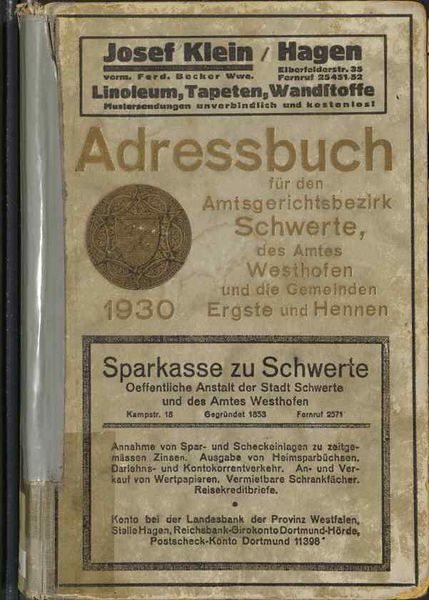 Josef Klein / Hagen
vorm. Ferd. Becker Wwe.
Elberfelderstr. 35
Fernruf 25451.52
Linoleum, Tapeten, Wandstoffe
Mustersendungen unverbindlich und kostenlos!
Adressbuch
für den
Amtsgerichtsbezirk
Schwerte,
des Amtes
Westhofen
und die Gemeinden
1930 Ergste und Hennen
Sparkasse zu Schwerte
Oeffentliche Anstalt der Stadt Schwerte
und des Amtes Westhofen
Kampstr. 18 Gegründet 1853 Fernruf 2571
Annahme von Spar- und Scheckeinlagen zu zeitge-
mässen Zinsen. Ausgabe von Heimsparbüchsen.
Darlehns- und Kontokorrentverkehr. An- und Ver-
kauf von Wertpapieren. Vermietbare Schrankfächer.
Reisekreditbriefe.
Konto bei der Landesbank der Provinz Westfalen,
Stelle Hagen, Reichsbank-Girokonto Dortmund-Hörde,
Postscheck-Konto Dortmund 11398